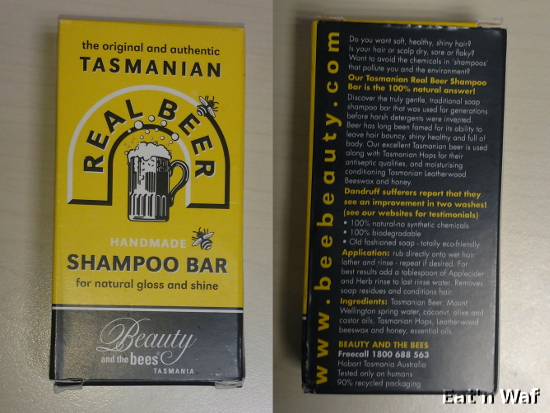 the original and authentic
TASMANIAN
REAL BEER
HANDMADE
SHAMPOO BAR
for natural gloss and shine
Beauty
and the bees
TASMANIA
www.beebeauty.com
Do you want soft, healthy, shiny hair?
Is your hair or scalp dry, sore or flaky?
Want to avoid the chemicals in 'shampoos'
that pollute you and the environment?
Our Tasmanian Real Beer Shampoo
Bar is the 100% natural answer!
Discover the truly gentle, traditional soap
shampoo bar that was used for generations
before harsh detergents were invented.
Beer has long been famed for its ability to
leave hair bouncy, shiny healthy and full of
body. Our excellent Tasmanian beer is used
along with Tasmanian Hops for their
antiseptic qualities, and moisturising
conditioning Tasmanian Leatherwood
Beeswax and honey.
Dandruff sufferers report that they
see an improvement in two washes!
(see our websites for testimonials)
• 100% natural-no synthetic chemicals
• 100% biodegradable
• Old fashioned soap - totally eco-friendly
Application: rub directly onto wet hair
lather and rinse - repeat if desired. For
best results add a tablespoon of Applecider
and Herb rinse to last rinse water. Removes
soap residues and conditions hair.
Ingredients: Tasmanian Beer, Mount
Wellington spring water, coconut, olive and
castor oils, Tasmanian Hops, Leatherwood
beeswax and honey, essential oils.
BEAUTY AND THE BEES
Freecall 1800 688 563
Hobart Tasmania Australia
Tested only on humans
90% recycled packaging
Eat'n Waf